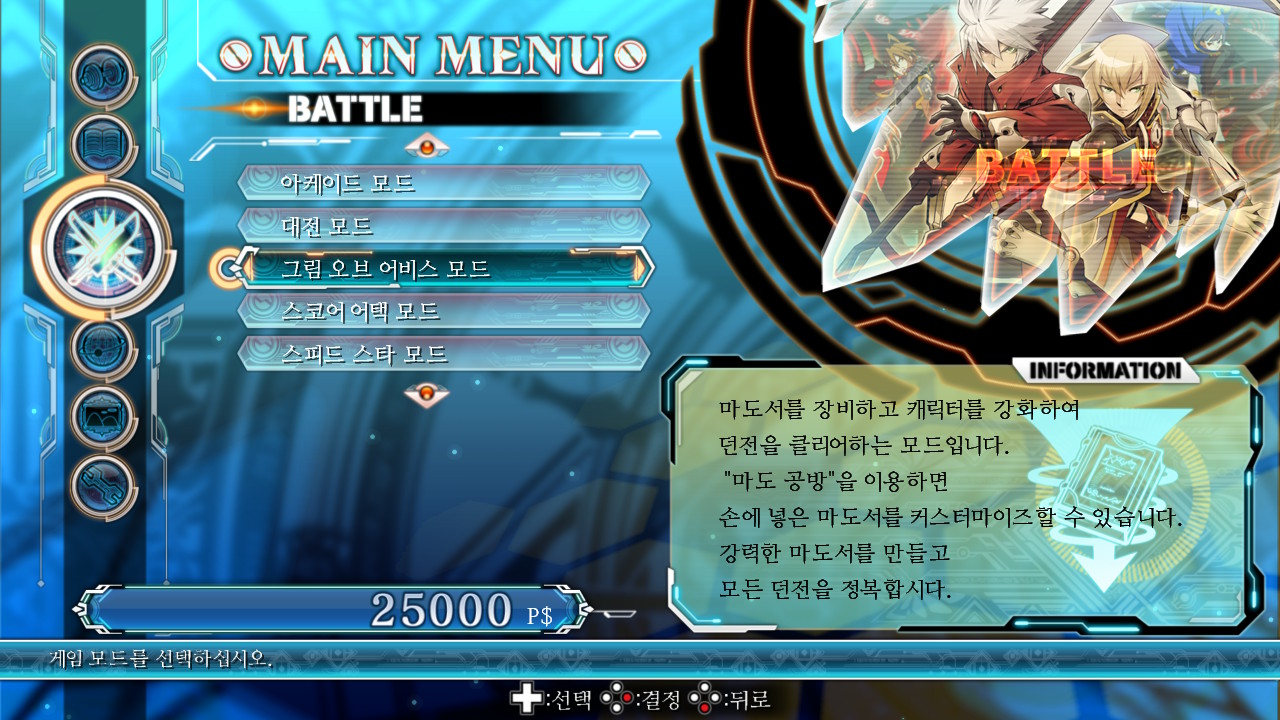 MAIN MENU
BATTLE
아케이드 모드
대전 모드
그림 오브 어비스 모드
스코어 어택 모드
스피드 스타 모드
BATTLE
INFORMATION
마도서를 장비하고 캐릭터를 강화하여
던전을 클리어하는 모드입니다.
"마도 공방"을 이용하면
손에 넣은 마도서를 커스터마이즈할 수 있습니다.
강력한 마도서를 만들고
모든 던전을 정복합시다.
25000 P$
게임 모드를 선택하십시오.
:선택 :결정 :뒤로